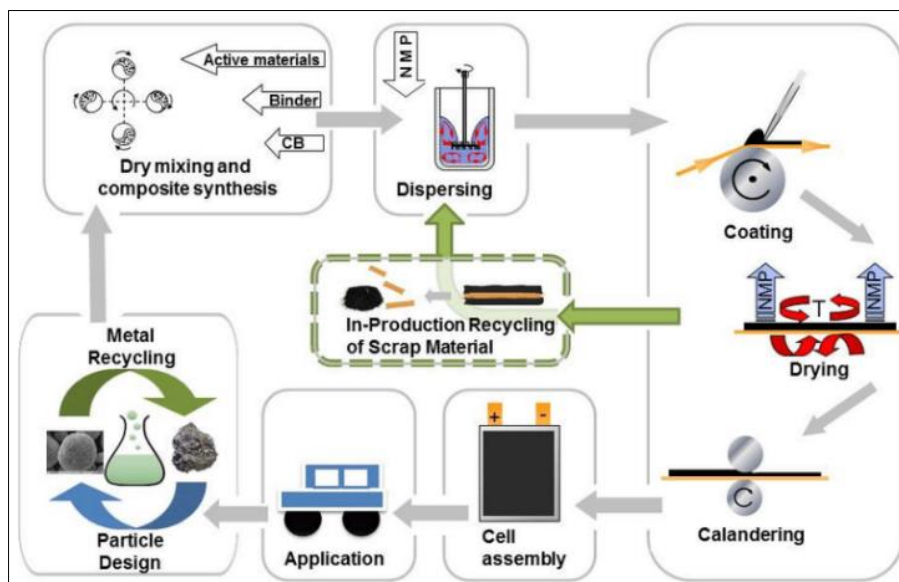 Active materials
Binder
CB
Dry mixing and
composite synthesis
NMP
Dispersing
Coating
NMP
T
NMP
Drying
Calandering
In-Production Recycling
of Scrap Material
Metal
Recycling
Particle
Design
Application
+ -
Cell
assembly